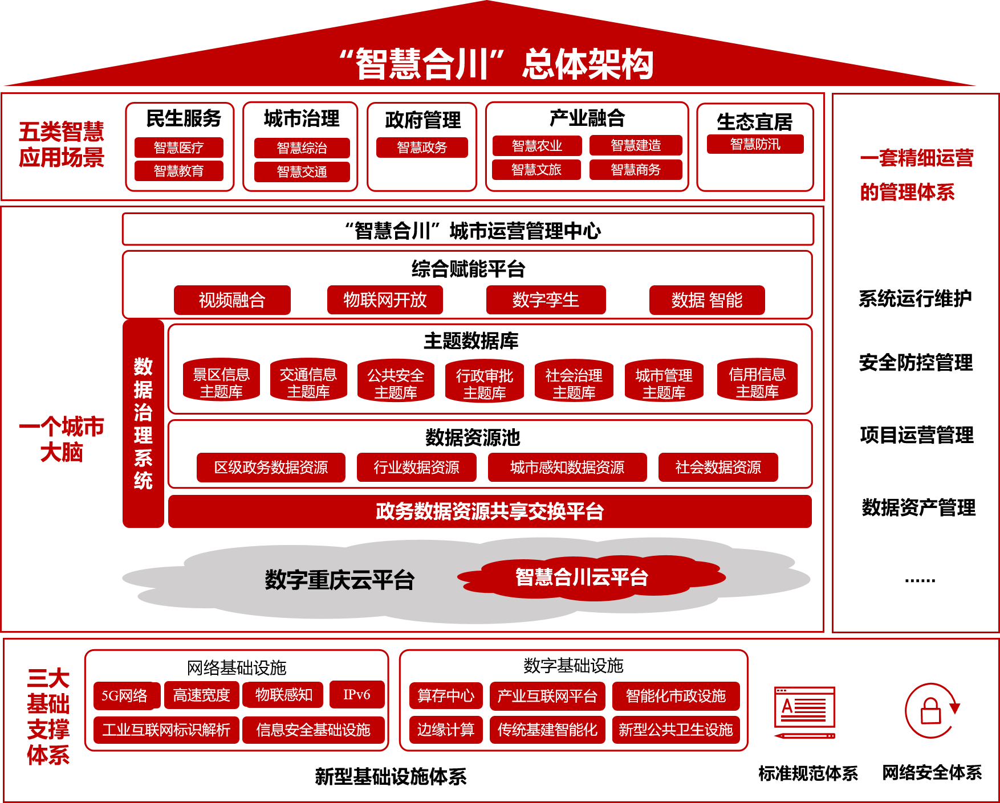 “智慧合川”总体架构
五类智慧
应用场景
民生服务
智慧医疗
智慧教育
城市治理
智慧综治
智慧交通
政府管理
智慧政务
产业融合
智慧农业
智慧建造
智慧文旅
智慧商务
生态宜居
智慧防汛
一套精细运营
的管理体系
系统运行维护
安全防控管理
项目运营管理
数据资产管理
......
一个城市
大脑
“智慧合川”城市运营管理中心
综合赋能平台
视频融合
物联网开放
数字孪生
数据 智能
数据治理系统
主题数据库
景区信息
主题库
交通信息
主题库
公共安全
主题库
行政审批
主题库
社会治理
主题库
城市管理
主题库
信用信息
主题库
数据资源池
区级政务数据资源
行业数据资源
城市感知数据资源
社会数据资源
政务数据资源共享交换平台
数字重庆云平台
智慧合川云平台
三大
基础
支撑
体系
网络基础设施
5G网络
高速宽度
物联感知
IPv6
工业互联网标识解析
信息安全基础设施
数字基础设施
算存中心
产业互联网平台
智能化市政设施
边缘计算
传统基建智能化
新型公共卫生设施
新型基础设施体系
A
标准规范体系
网络安全体系